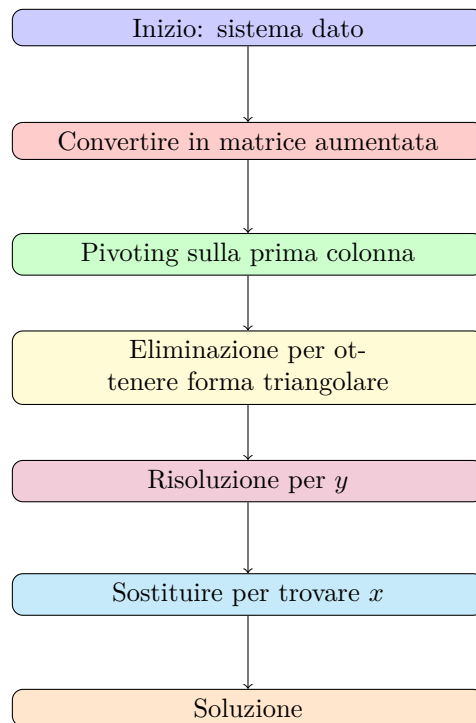 Inizio: sistema dato
Convertire in matrice aumentata
Pivoting sulla prima colonna
Eliminazione per ot-
tenere forma triangolare
Risoluzione per y
Sostituire per trovare x
Soluzione